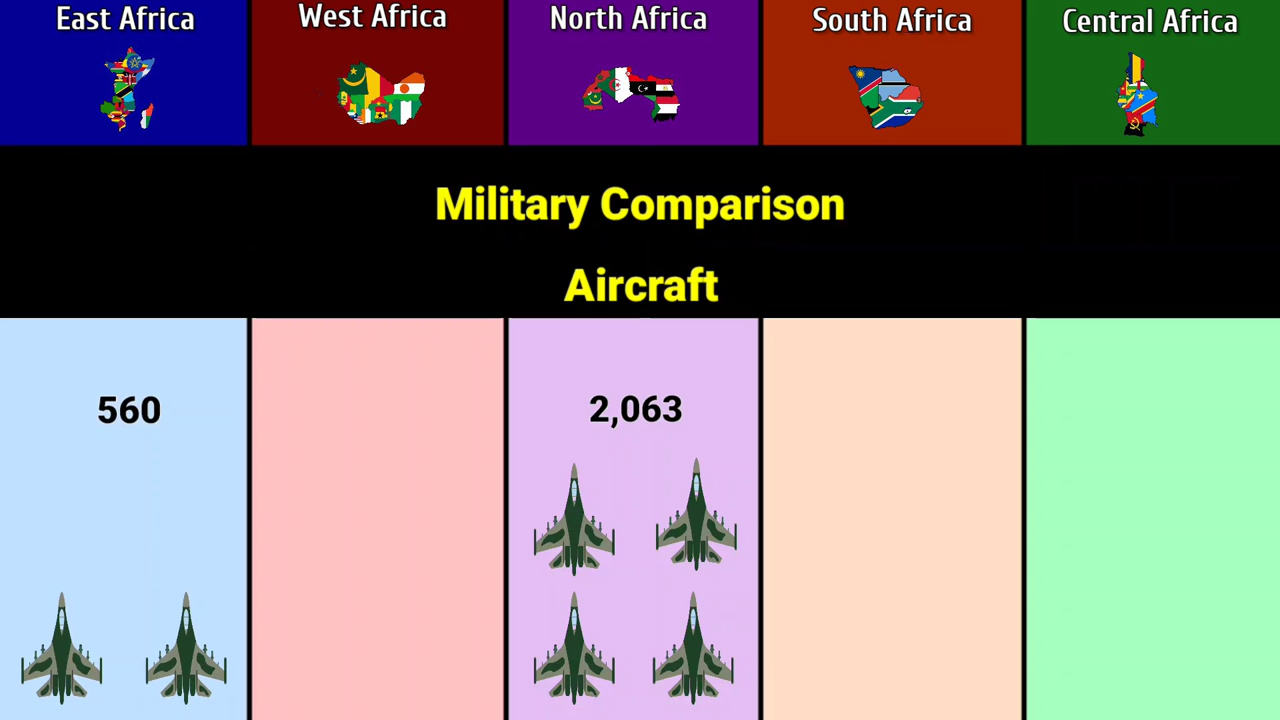 East Africa
West Africa
North Africa
South Africa
Central Africa
Military Comparison
Aircraft
560
2,063